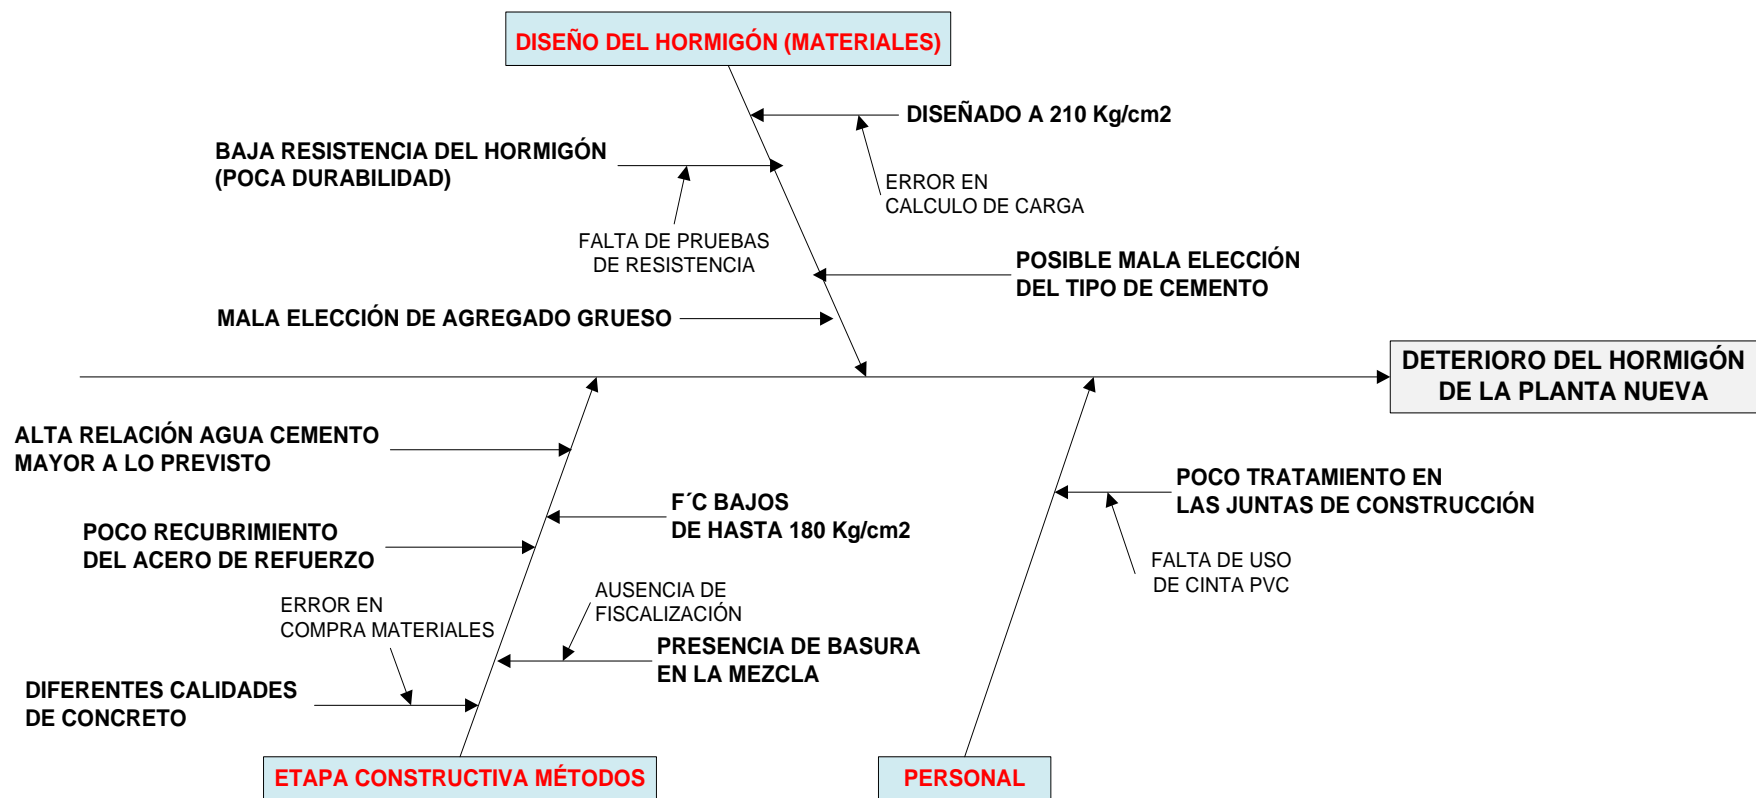 DISEÑO DEL HORMIGÓN (MATERIALES)
DISEÑADO A 210 Kg/cm2
BAJA RESISTENCIA DEL HORMIGÓN
(POCA DURABILIDAD)
ERROR EN
CALCULO DE CARGA
FALTA DE PRUEBAS
DE RESISTENCIA
POSIBLE MALA ELECCIÓN
DEL TIPO DE CEMENTO
MALA ELECCIÓN DE AGREGADO GRUESO
DETERIORO DEL HORMIGÓN
DE LA PLANTA NUEVA
ALTA RELACIÓN AGUA CEMENTO
MAYOR A LO PREVISTO
F´C BAJOS
DE HASTA 180 Kg/cm2
POCO RECUBRIMIENTO
DEL ACERO DE REFUERZO
POCO TRATAMIENTO EN
LAS JUNTAS DE CONSTRUCCIÓN
FALTA DE USO
DE CINTA PVC
AUSENCIA DE
FISCALIZACIÓN
ERROR EN
COMPRA MATERIALES
PRESENCIA DE BASURA
EN LA MEZCLA
DIFERENTES CALIDADES
DE CONCRETO
ETAPA CONSTRUCTIVA MÉTODOS
PERSONAL